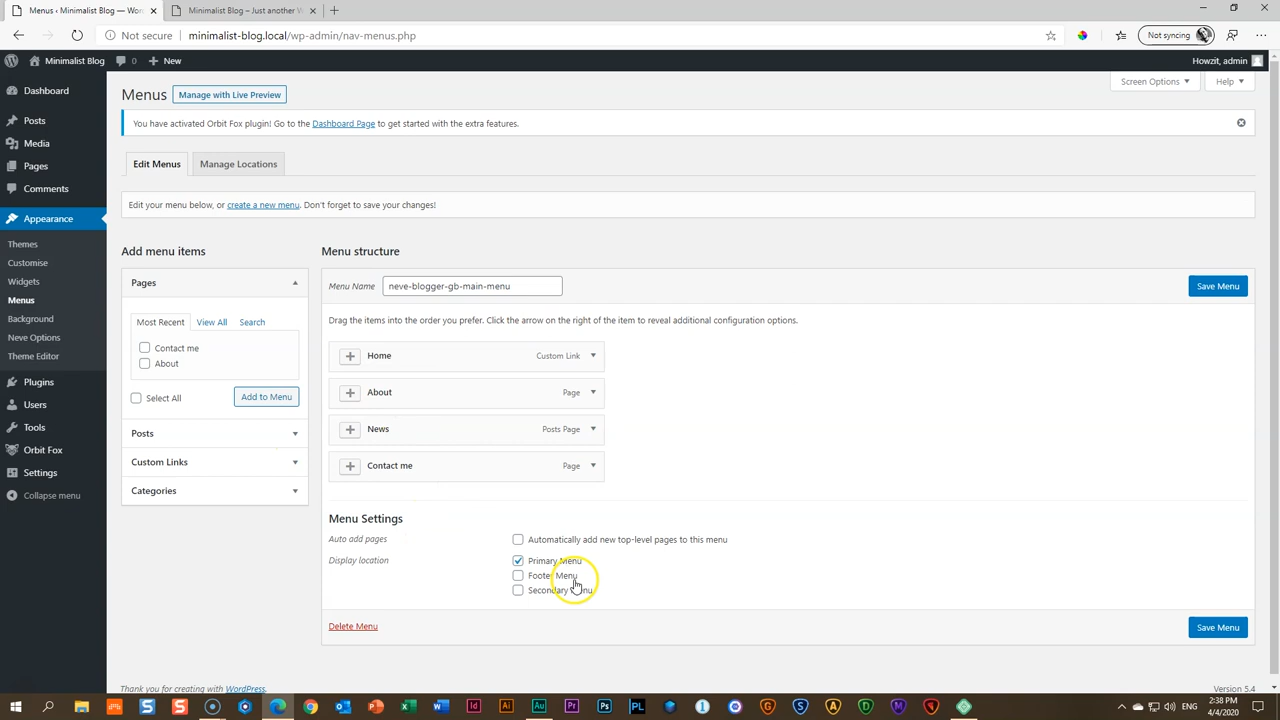 Menus ‹ Minimalist Blog — Wor
Minimalist Blog – Just another W
Not secure
minimalist-blog.local/wp-admin/nav-menus.php
Not syncing
Minimalist Blog
0
New
Howzit, admin
Dashboard
Posts
Media
Pages
Comments
Appearance
Themes
Customise
Widgets
Menus
Background
Neve Options
Theme Editor
Plugins
Users
Tools
Orbit Fox
Settings
Collapse menu
Menus
Manage with Live Preview
Screen Options
Help
You have activated Orbit Fox plugin! Go to the Dashboard Page to get started with the extra features.
Edit Menus
Manage Locations
Edit your menu below, or create a new menu. Don't forget to save your changes!
Add menu items
Pages
Most Recent
View All
Search
Contact me
About
Select All
Add to Menu
Posts
Custom Links
Categories
Menu structure
Menu Name
neve-blogger-gb-main-menu
Save Menu
Drag the items into the order you prefer. Click the arrow on the right of the item to reveal additional configuration options.
Home
Custom Link
About
Page
News
Posts Page
Contact me
Page
Menu Settings
Auto add pages
Automatically add new top-level pages to this menu
Display location
Primary Menu
Footer Menu
Secondary Menu
Delete Menu
Save Menu
Thank you for creating with WordPress.
Version 5.4
2:38 PM
4/4/2020